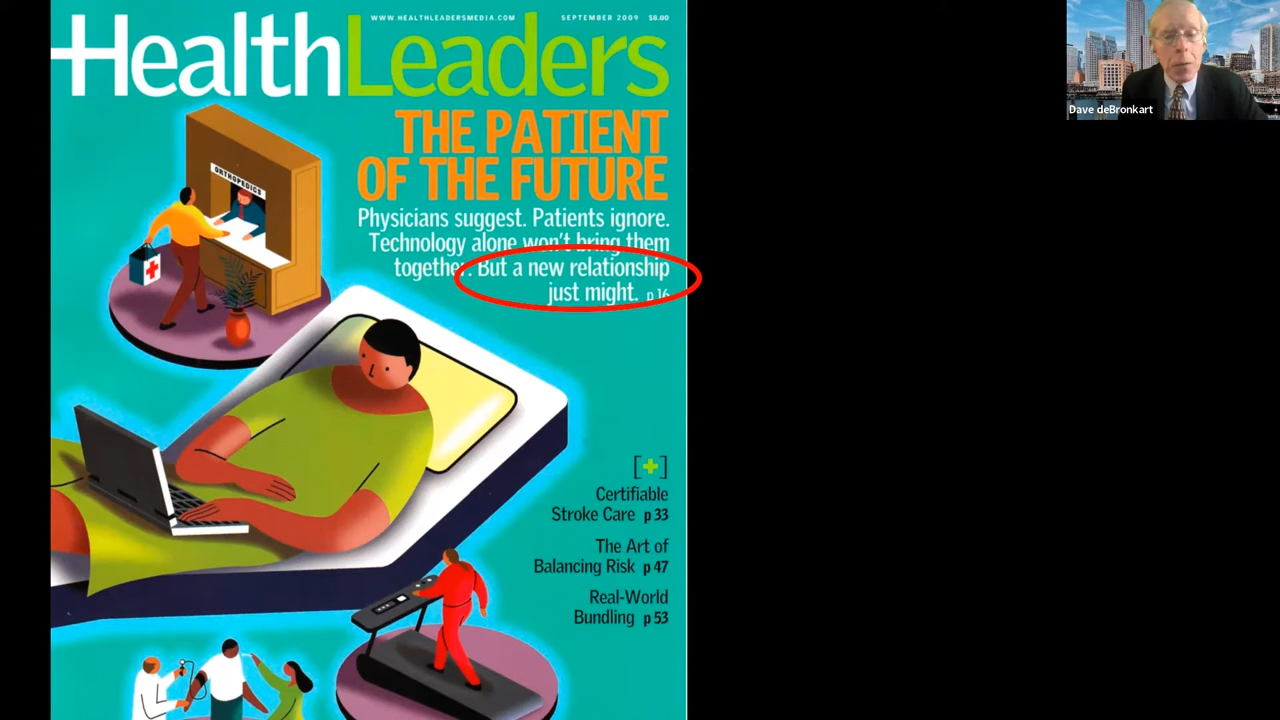 WWW.HEALTHLEADERSMEDIA.COM SEPTEMBER 2009 $8.00
HealthLeaders
THE PATIENT
OF THE FUTURE
Physicians suggest. Patients ignore.
Technology alone won't bring them
together. But a new relationship
just might. p 16
ORTHOPEDICS
[+]
Certifiable
Stroke Care p 33
The Art of
Balancing Risk p 47
Real-World
Bundling p 53
Dave deBronkart